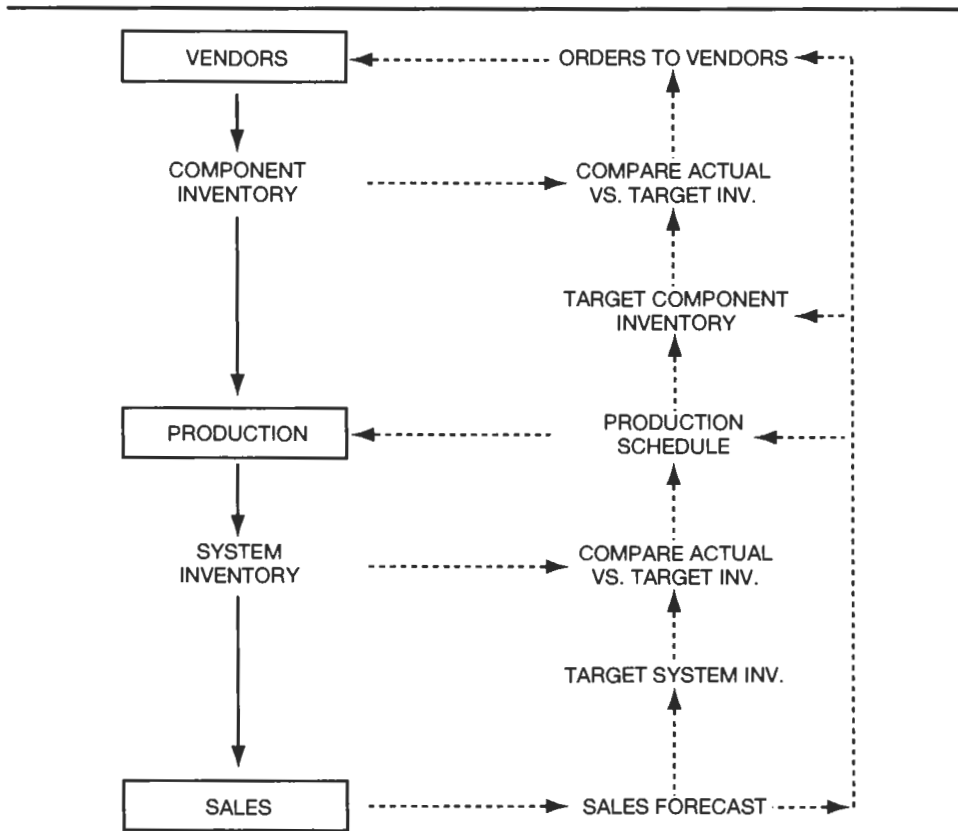 VENDORS
ORDERS TO VENDORS
COMPONENT
INVENTORY
COMPARE ACTUAL
VS. TARGET INV.
TARGET COMPONENT
INVENTORY
PRODUCTION
PRODUCTION
SCHEDULE
SYSTEM
INVENTORY
COMPARE ACTUAL
VS. TARGET INV.
TARGET SYSTEM INV.
SALES
SALES FORECAST